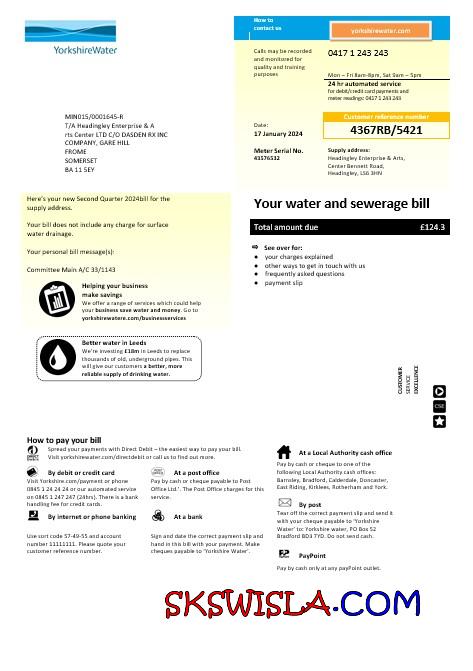 YorkshireWater
How to
contact us
yorkshirewater.com
Calls may be recorded
and monitored for
quality and training
purposes
0417 1 243 243
Mon – Fri 8am-8pm, Sat 9am – 5pm
24 hr automated service
for debit/credit card payments and
meter readings: 0417 1 243 243
MIN015/0001645-R
T/A Headingley Enterprise & A
rts Center LTD C/O DASDEN RX INC
COMPANY, GARE HILL
FROME
SOMERSET
BA 11 5EY
Customer reference number
4367RB/5421
Date:
17 January 2024
Meter Serial No.
43576532
Supply address:
Headingley Enterprise & Arts,
Center Bennett Road,
Headingley, LS6 3HN
Here's your new Second Quarter 2024bill for the
supply address.
Your bill does not include any charge for surface
water drainage.
Your personal bill message(s):
Committee Main A/C 33/1143
Helping your business
make savings
We offer a range of services which could help
your business save water and money. Go to
yorkshirewatere.com/businesservices
Better water in Leeds
We're investing £18m in Leeds to replace
thousands of old, underground pipes. This
will give our customers a better, more
reliable supply of drinking water.
Your water and sewerage bill
Total amount due £124.3
⇨ See over for:
● your charges explained
● other ways to get in touch with us
● frequently asked questions
● payment slip
CUSTOMER
SERVICE
EXCELLENCE
CSE
How to pay your bill
Spread your payments with Direct Debit – the easiest way to pay your bill.
Visit yorkshirewater.com/directdebit or call us to find out more.
By debit or credit card
Visit Yorkshire.com/payment or phone
0845 1 24 24 24 or our automated service
on 0845 1 247 247 (24hrs). There is a bank
handling fee for credit cards.
At a post office
Pay by cash or cheque payable to Post
Office Ltd.'. The Post Office charges for this
service.
By internet or phone banking
Use sort code 57-49-55 and account
number 11111111. Please quote your
customer reference number.
At a bank
Sign and date the correct payment slip and
hand in this bill with your payment. Make
cheques payable to 'Yorkshire Water'.
At a Local Authority cash office
Pay by cash or cheque to one of the
following Local Authority cash offices:
Barnsley, Bradford, Calderdale, Doncaster,
East Riding, Kirklees, Rotherham and York.
By post
Tear off the correct payment slip and send it
with your cheque payable to 'Yorkshire
Water' to: Yorkshire water, PO Box 52
Bradford BD3 7YD. Do not send cash.
PayPoint
Pay by cash only at any payPoint outlet.
SKSWISLA.COM